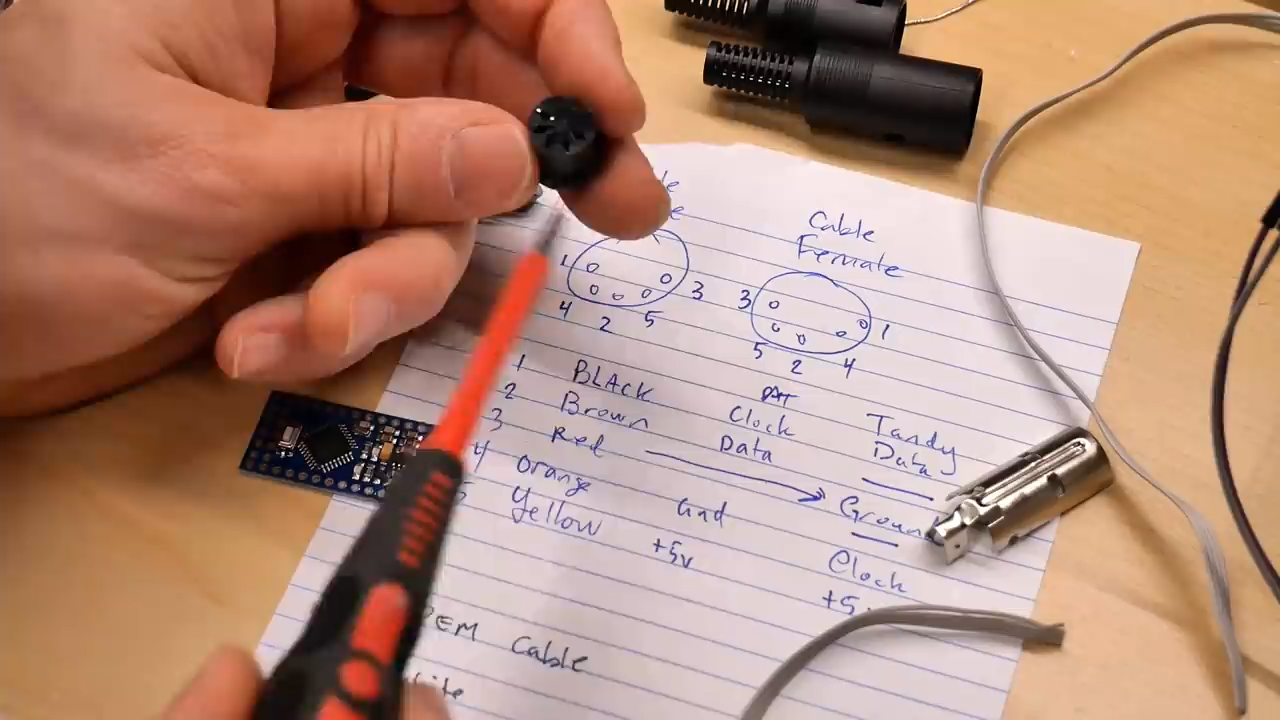 Cable
Female
1 3 3 1
4 2 5 5 2 4
AT Tandy
1 BLACK Clock Data
2 Brown Data
3 Red Ground
4 Orange Gnd Clock
Yellow +5v +5
Cable